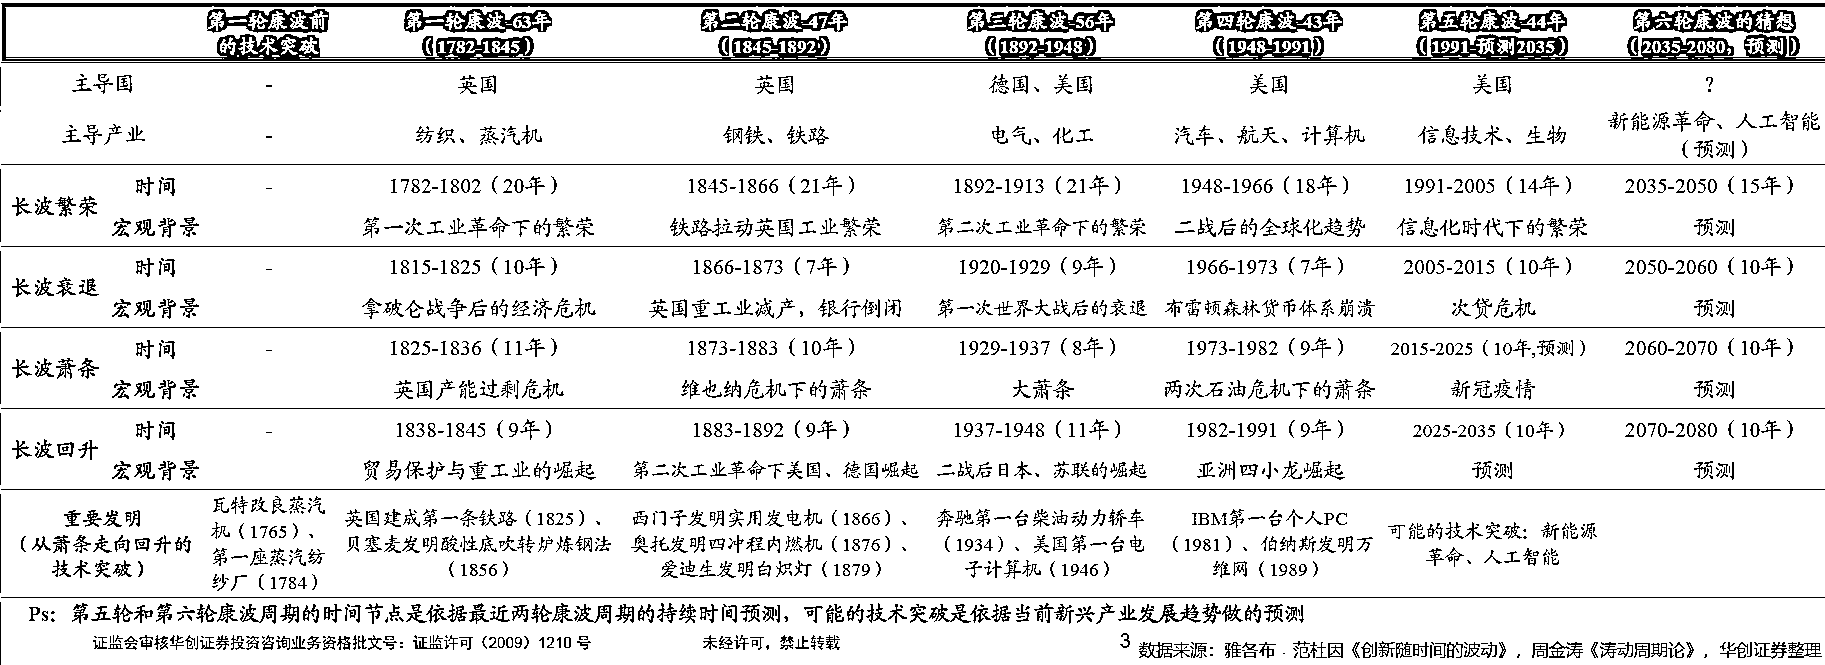 第一轮康波前的技术突破 第一轮康波-63年(1782-1845) 第二轮康波-47年(1845-1892) 第三轮康波-56年(1892-1948) 第四轮康波-43年(1948-1991) 第五轮康波-44年(1991-预测2035) 第六轮康波的猜想(2035-2080，预测)
主导国 - 英国 英国 德国、美国 美国 美国 ？
主导产业 - 纺织、蒸汽机 钢铁、铁路 电气、化工 汽车、航天、计算机 信息技术、生物 新能源革命、人工智能（预测）
长波繁荣 时间 - 1782-1802（20年） 1845-1866（21年） 1892-1913（21年） 1948-1966（18年） 1991-2005（14年） 2035-2050（15年）
宏观背景 第一次工业革命下的繁荣 铁路拉动英国工业繁荣 第二次工业革命下的繁荣 二战后的全球化趋势 信息化时代下的繁荣 预测
长波衰退 时间 - 1815-1825（10年） 1866-1873（7年） 1920-1929（9年） 1966-1973（7年） 2005-2015（10年） 2050-2060（10年）
宏观背景 拿破仑战争后的经济危机 英国重工业减产，银行倒闭 第一次世界大战后的衰退 布雷顿森林货币体系崩溃 次贷危机 预测
长波萧条 时间 - 1825-1836（11年） 1873-1883（10年） 1929-1937（8年） 1973-1982（9年） 2015-2025（10年,预测） 2060-2070（10年）
宏观背景 英国产能过剩危机 维也纳危机下的萧条 大萧条 两次石油危机下的萧条 新冠疫情 预测
长波回升 时间 - 1838-1845（9年） 1883-1892（9年） 1937-1948（11年） 1982-1991（9年） 2025-2035（10年） 2070-2080（10年）
宏观背景 贸易保护与重工业的崛起 第二次工业革命下美国、德国崛起 二战后日本、苏联的崛起 亚洲四小龙崛起 预测 预测
重要发明（从萧条走向回升的技术突破） 瓦特改良蒸汽机（1765）、第一座蒸汽纺纱厂（1784） 英国建成第一条铁路（1825）、贝塞麦发明酸性底吹转炉炼钢法（1856） 西门子发明实用发电机（1866）、奥托发明四冲程内燃机（1876）、爱迪生发明白炽灯（1879） 奔驰第一台柴油动力轿车（1934）、美国第一台电子计算机（1946） IBM第一台个人PC（1981）、伯纳斯发明万维网（1989） 可能的技术突破：新能源革命、人工智能
Ps：第五轮和第六轮康波周期的时间节点是依据最近两轮康波周期的持续时间预测，可能的技术突破是依据当前新兴产业发展趋势做的预测
证监会审核华创证券投资咨询业务资格批文号：证监许可（2009）1210 号 未经许可，禁止转载 3 数据来源：雅各布·范杜因《创新随时间的波动》，周金涛《涛动周期论》，华创证券整理